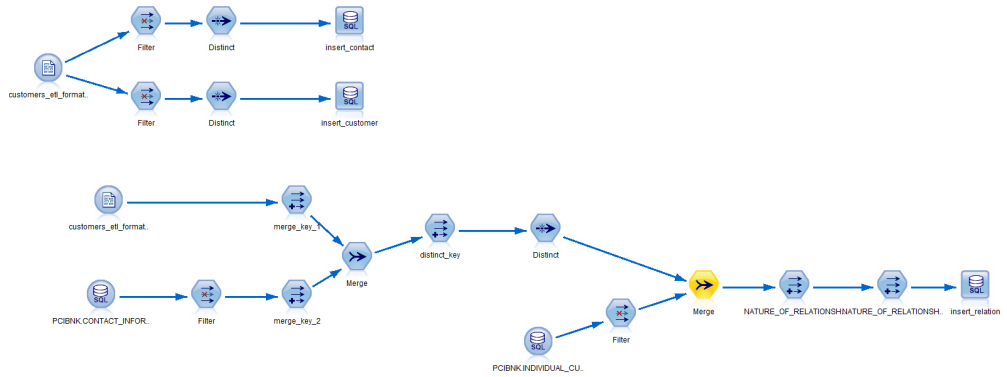 SQL
Filter
Distinct
insert_contact
customers_etl_format..
SQL
Filter
Distinct
insert_customer
customers_etl_format..
merge_key_1
distinct_key
Distinct
Merge
SQL
PCIBNK.CONTACT_INFOR..
Filter
merge_key_2
SQL
Merge
NATURE_OF_RELATIONSH..
NATURE_OF_RELATIONSH..
insert_relation
Filter
SQL
PCIBNK.INDIVIDUAL_CU..